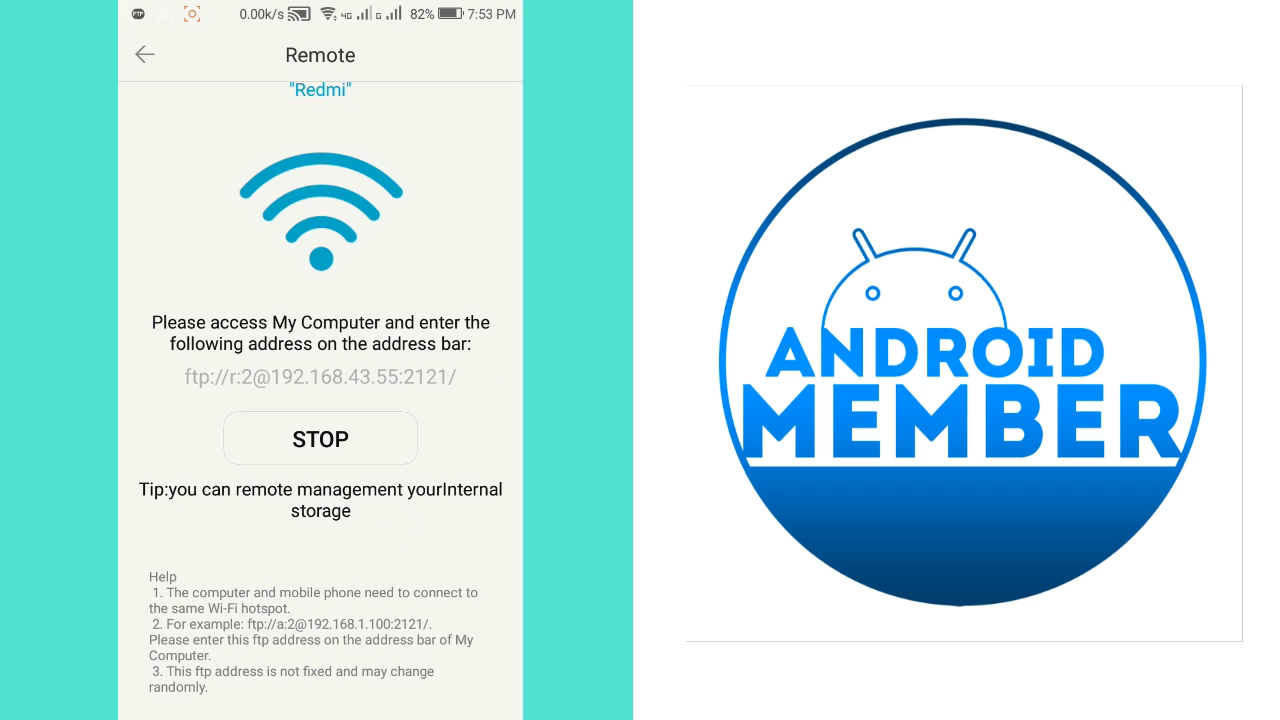 FTP
0.00k/s 4G G 82% 7:53 PM
Remote
"Redmi"
Please access My Computer and enter the
following address on the address bar:
ftp://r:2@192.168.43.55:2121/
STOP
Tip:you can remote management yourInternal
storage
Help
1. The computer and mobile phone need to connect to
the same Wi-Fi hotspot.
2. For example: ftp://a:2@192.168.1.100:2121/.
Please enter this ftp address on the address bar of My
Computer.
3. This ftp address is not fixed and may change
randomly.
ANDROID
MEMBER